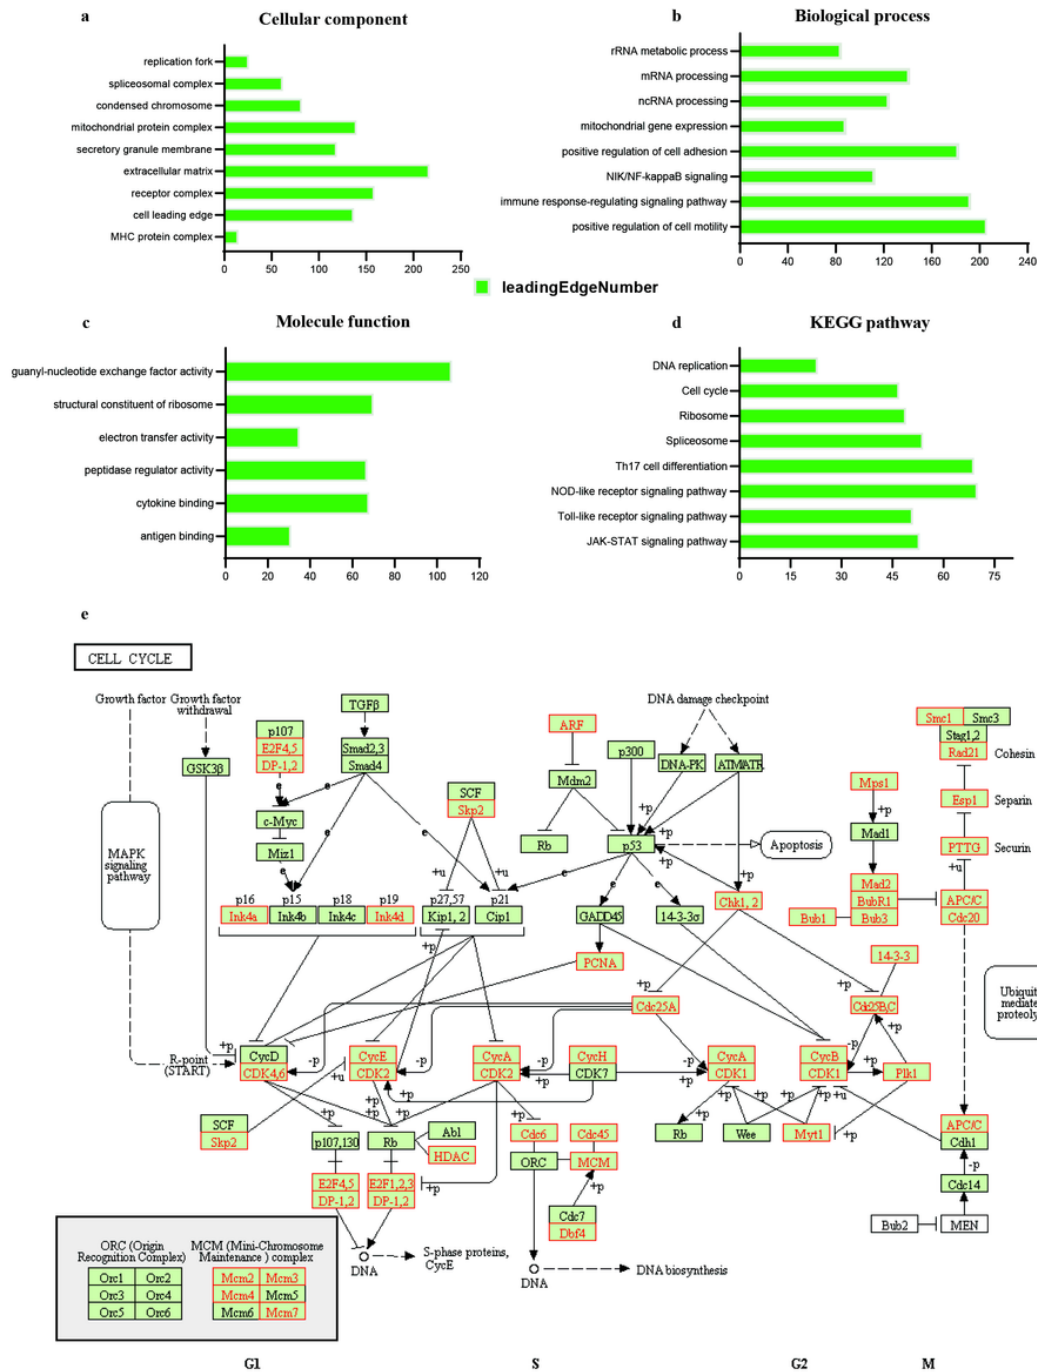 a
Cellular component
replication fork
spliceosomal complex
condensed chromosome
mitochondrial protein complex
secretory granule membrane
extracellular matrix
receptor complex
cell leading edge
MHC protein complex
0 50 100 150 200 250
b
Biological process
rRNA metabolic process
mRNA processing
ncRNA processing
mitochondrial gene expression
positive regulation of cell adhesion
NIK/NF-kappaB signaling
immune response-regulating signaling pathway
positive regulation of cell motility
0 40 80 120 160 200 240
leadingEdgeNumber
c
Molecule function
guanyl-nucleotide exchange factor activity
structural constituent of ribosome
electron transfer activity
peptidase regulator activity
cytokine binding
antigen binding
0 20 40 60 80 100 120
d
KEGG pathway
DNA replication
Cell cycle
Ribosome
Spliceosome
Th17 cell differentiation
NOD-like receptor signaling pathway
Toll-like receptor signaling pathway
JAK-STAT signaling pathway
0 15 30 45 60 75
e
CELL CYCLE
Growth factor
Growth factor
withdrawal
TGFβ
DNA damage checkpoint
Smc1 Smc3
Stag1,2
Rad21
Cohesin
p107
E2F4,5
DP-1,2
Smad2,3
Smad4
GSK3β
ARF
p300
DNA-PK
ATM/ATR
Mdm2
SCF
Skp2
Mps1
+p
Mad1
Esp1
Separin
e
e
c-Myc
Miz1
e
e
e
+p
+p
Rb
p53
Apoptosis
PTTG
Securin
MAPK
signaling
pathway
+u
+u
e
e
+p
+p
+u
Mad2
BubR1
Bub3
Bub1
APC/C
Cdc20
p16
Ink4a
p15
Ink4b
p18
Ink4c
p19
Ink4d
p27,57
Kip1, 2
p21
Cip1
GADD45
14-3-3σ
Chk1, 2
+p
PCNA
14-3-3
+p
+p
Cdc25A
Cdc25B,C
Ubiquit
mediate
proteoly
R-point
(START)
+p
CycD
CDK4,6
-p
CycE
CDK2
-p
CycA
CDK2
-p
+p
CycH
CDK7
-p
+p
CycA
CDK1
CycB
CDK1
-p
+p
+p
Plk1
+u
+p
+p
+p
+p
+p
+p
+p
+p
+p
+u
SCF
Skp2
p107,130
Rb
Abl
HDAC
Cdc6
Cdc45
ORC
MCM
Rb
Wee
Myt1
+p
APC/C
Cdh1
-p
Cdc14
E2F4,5
DP-1,2
E2F1,2,3
DP-1,2
+p
+p
Cdc7
Dbf4
Bub2
MEN
DNA
S-phase proteins,
CycE
DNA
DNA biosynthesis
ORC (Origin
Recognition Complex)
Orc1 Orc2
Orc3 Orc4
Orc5 Orc6
MCM (Mini-Chromosome
Maintenance ) complex
Mcm2 Mcm3
Mcm4 Mcm5
Mcm6 Mcm7
G1
S
G2
M